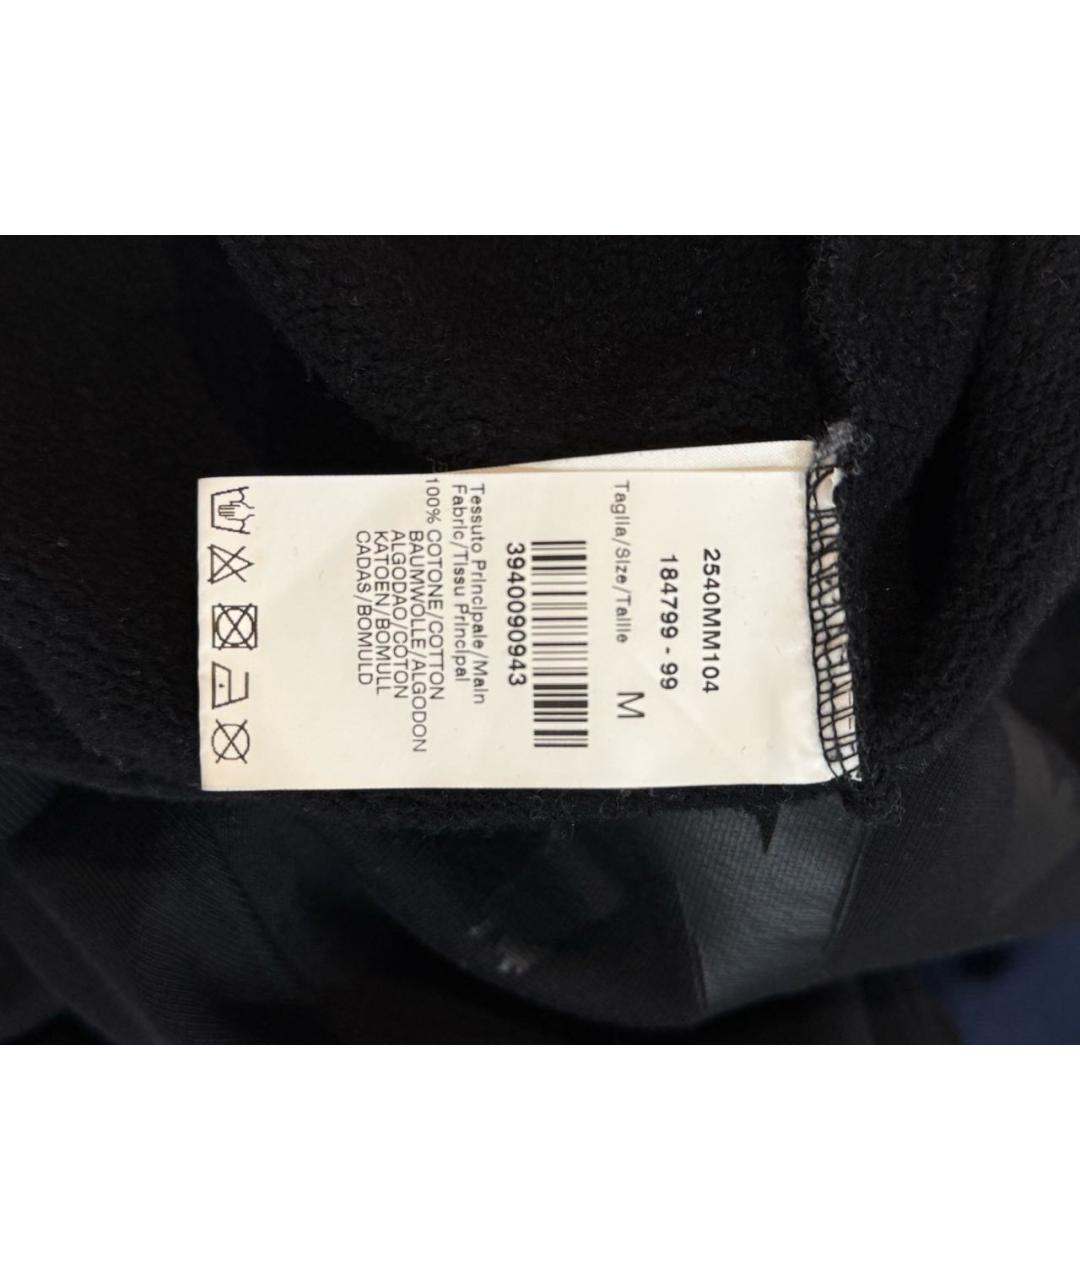 2540MM104
184799 - 99
Taglia/Size/Taille M
3940090943
Tessuto Principale/Main
Fabric/Tissu Principal
100% COTONE/COTTON
BAUMWOLLE/ALGODON
ALGODAO/COTON
KATOEN/BOMULL
CADAS/BOMULD